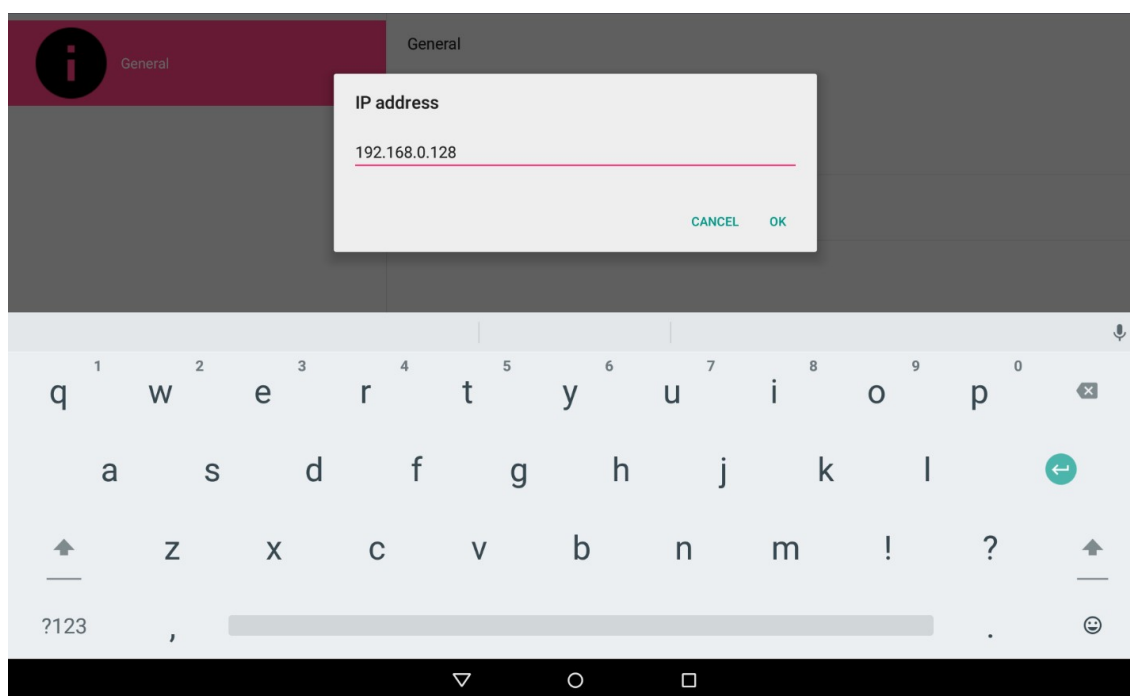 General
General
IP address
192.168.0.128
CANCEL OK
1 2 3 4 5 6 7 8 9 0
q w e r t y u i o p
a s d f g h j k l
z x c v b n m ! ?
?123 , .